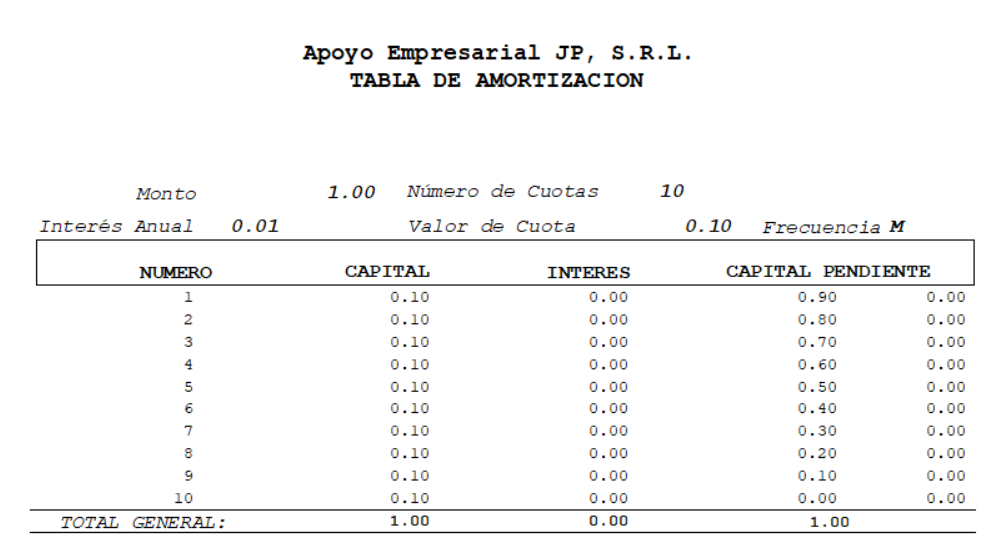 Apoyo Empresarial JP, S.R.L.
TABLA DE AMORTIZACION
Monto 1.00 Número de Cuotas 10
Interés Anual 0.01 Valor de Cuota 0.10 Frecuencia M
NUMERO CAPITAL INTERES CAPITAL PENDIENTE
1 0.10 0.00 0.90 0.00
2 0.10 0.00 0.80 0.00
3 0.10 0.00 0.70 0.00
4 0.10 0.00 0.60 0.00
5 0.10 0.00 0.50 0.00
6 0.10 0.00 0.40 0.00
7 0.10 0.00 0.30 0.00
8 0.10 0.00 0.20 0.00
9 0.10 0.00 0.10 0.00
10 0.10 0.00 0.00 0.00
TOTAL GENERAL: 1.00 0.00 1.00